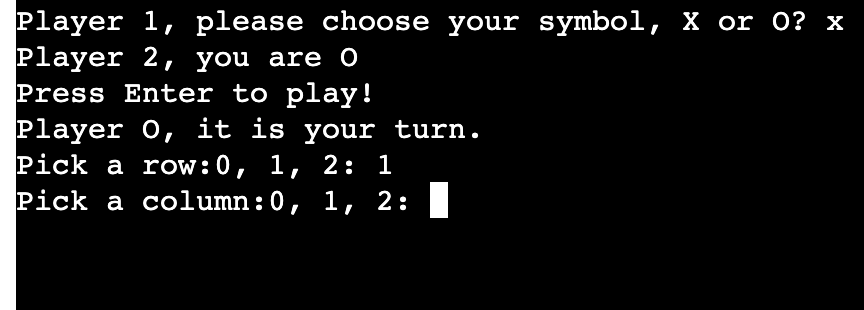 Player 1, please choose your symbol, X or O? x
Player 2, you are O
Press Enter to play!
Player O, it is your turn.
Pick a row:0, 1, 2: 1
Pick a column:0, 1, 2: